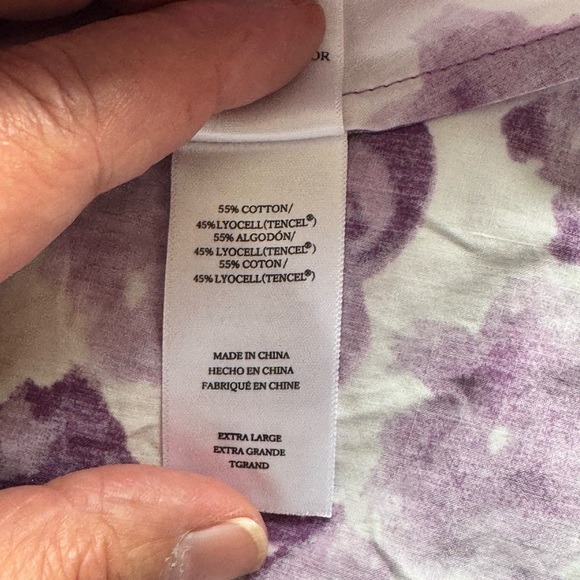 OR
55% COTTON/
45% LYOCELL(TENCEL®)
55% ALGODÓN/
45% LYOCELL(TENCEL®)
55% COTON/
45% LYOCELL(TENCEL®)
MADE IN CHINA
HECHO EN CHINA
FABRIQUÉ EN CHINE
EXTRA LARGE
EXTRA GRANDE
TGRAND